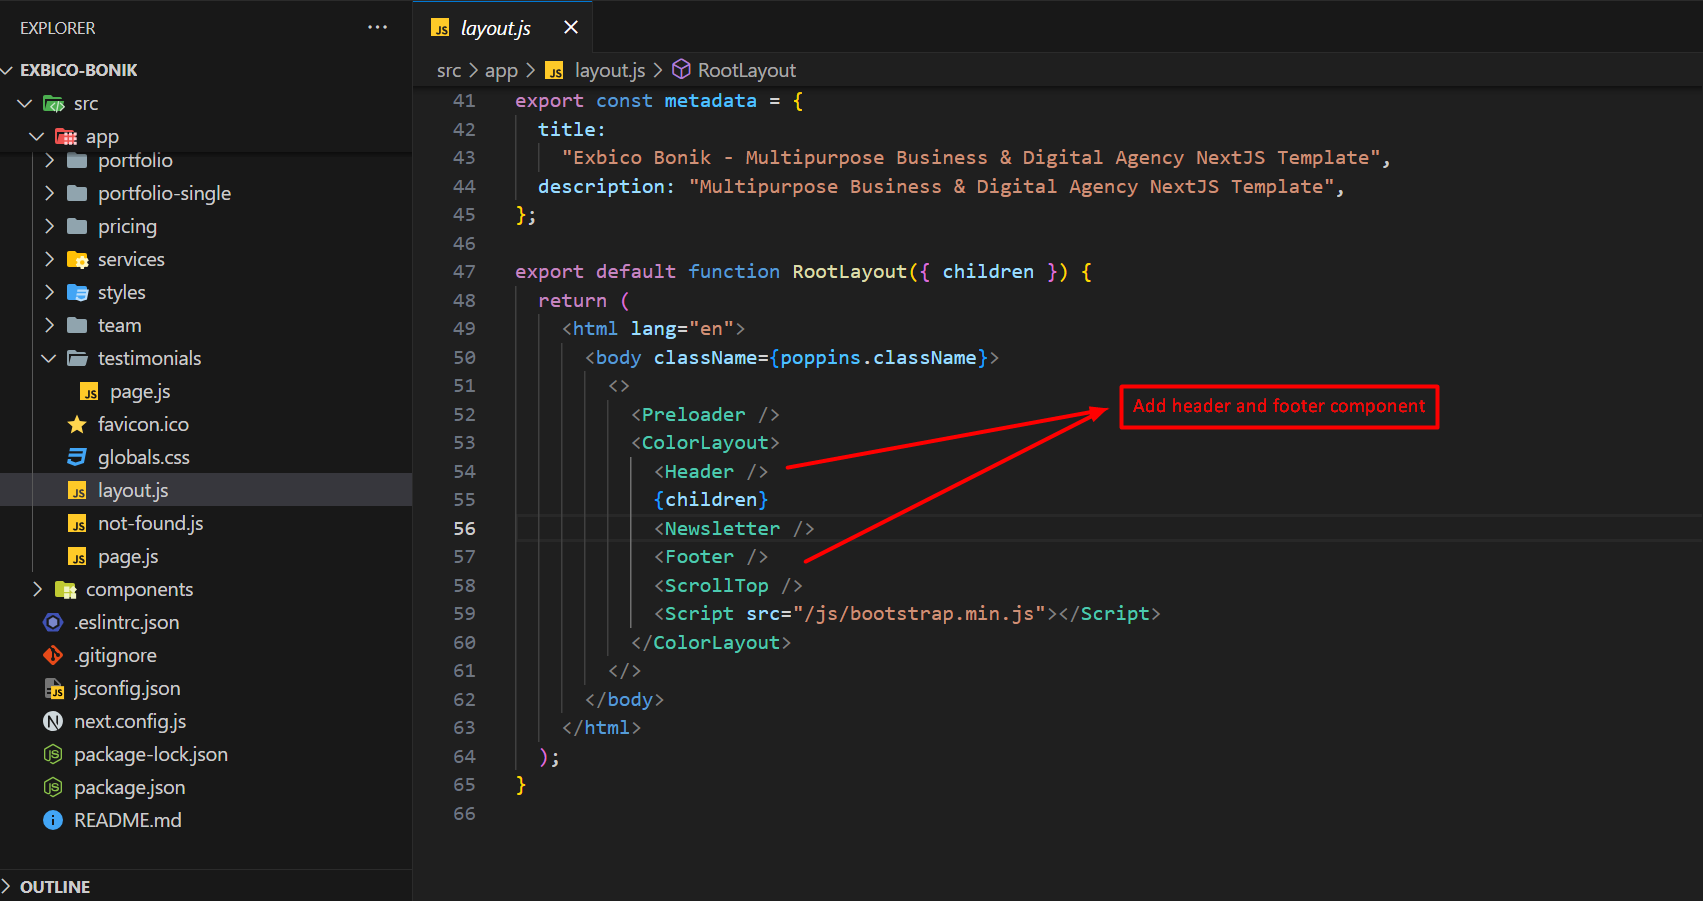 EXPLORER
EXBICO-BONIK
src
app
portfolio
portfolio-single
pricing
services
styles
team
testimonials
page.js
favicon.ico
globals.css
layout.js
not-found.js
page.js
components
.eslintrc.json
.gitignore
jsconfig.json
next.config.js
package-lock.json
package.json
README.md
OUTLINE
layout.js
src > app > layout.js > RootLayout
41 export const metadata = {
42 title:
43 "Exbico Bonik - Multipurpose Business & Digital Agency NextJS Template",
44 description: "Multipurpose Business & Digital Agency NextJS Template",
45 };
46
47 export default function RootLayout({ children }) {
48 return (
49 <html lang="en">
50 <body className={poppins.className}>
51 <>
52 <Preloader />
53 <ColorLayout>
54 <Header />
55 {children}
56 <Newsletter />
57 <Footer />
58 <ScrollTop />
59 <Script src="/js/bootstrap.min.js"></Script>
60 </ColorLayout>
61 </>
62 </body>
63 </html>
64 );
65 }
66
Add header and footer component